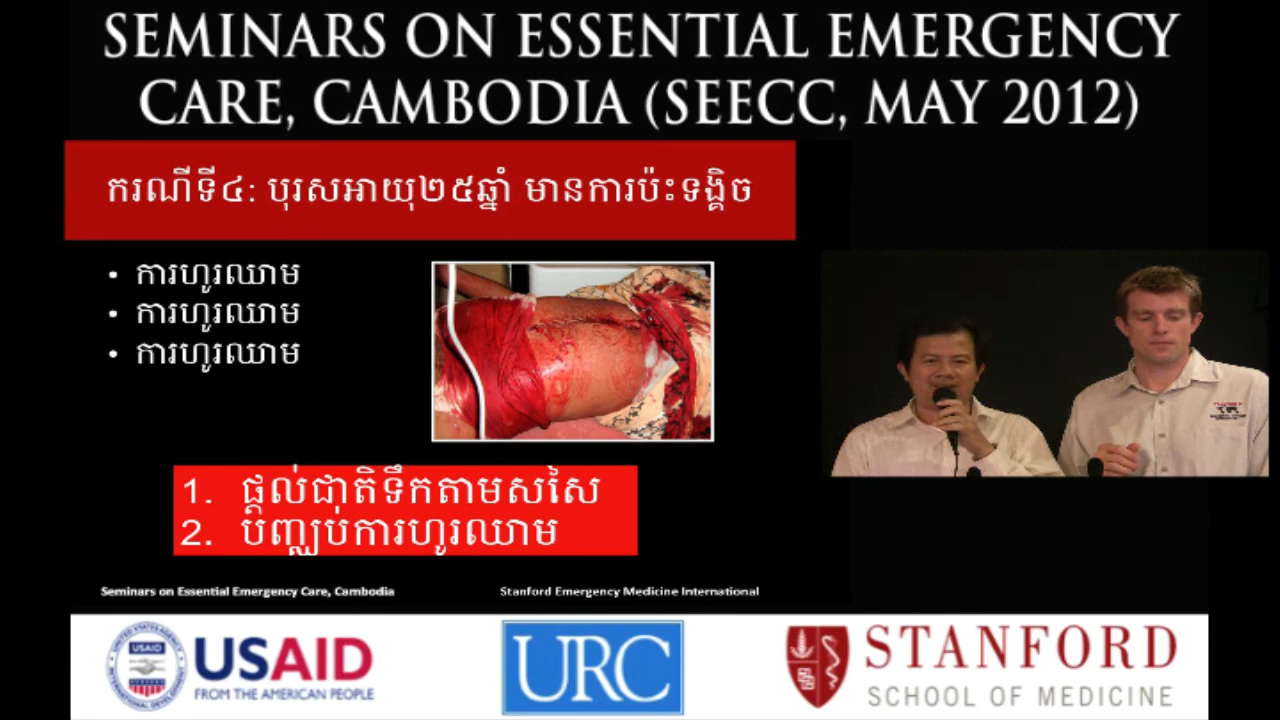 SEMINARS ON ESSENTIAL EMERGENCY
CARE, CAMBODIA (SEECC, MAY 2012)
ករណីទី៤: បុរសអាយុ២៥ឆ្នាំ មានការប៉ះទង្គិច
• ការហូរឈាម
• ការហូរឈាម
• ការហូរឈាម
1. ផ្តល់ជាតិទឹកតាមសសៃ
2. បញ្ឈប់ការហូរឈាម
Seminars on Essential Emergency Care, Cambodia
Stanford Emergency Medicine International
USAID
USAID
FROM THE AMERICAN PEOPLE
URC
STANFORD
SCHOOL OF MEDICINE